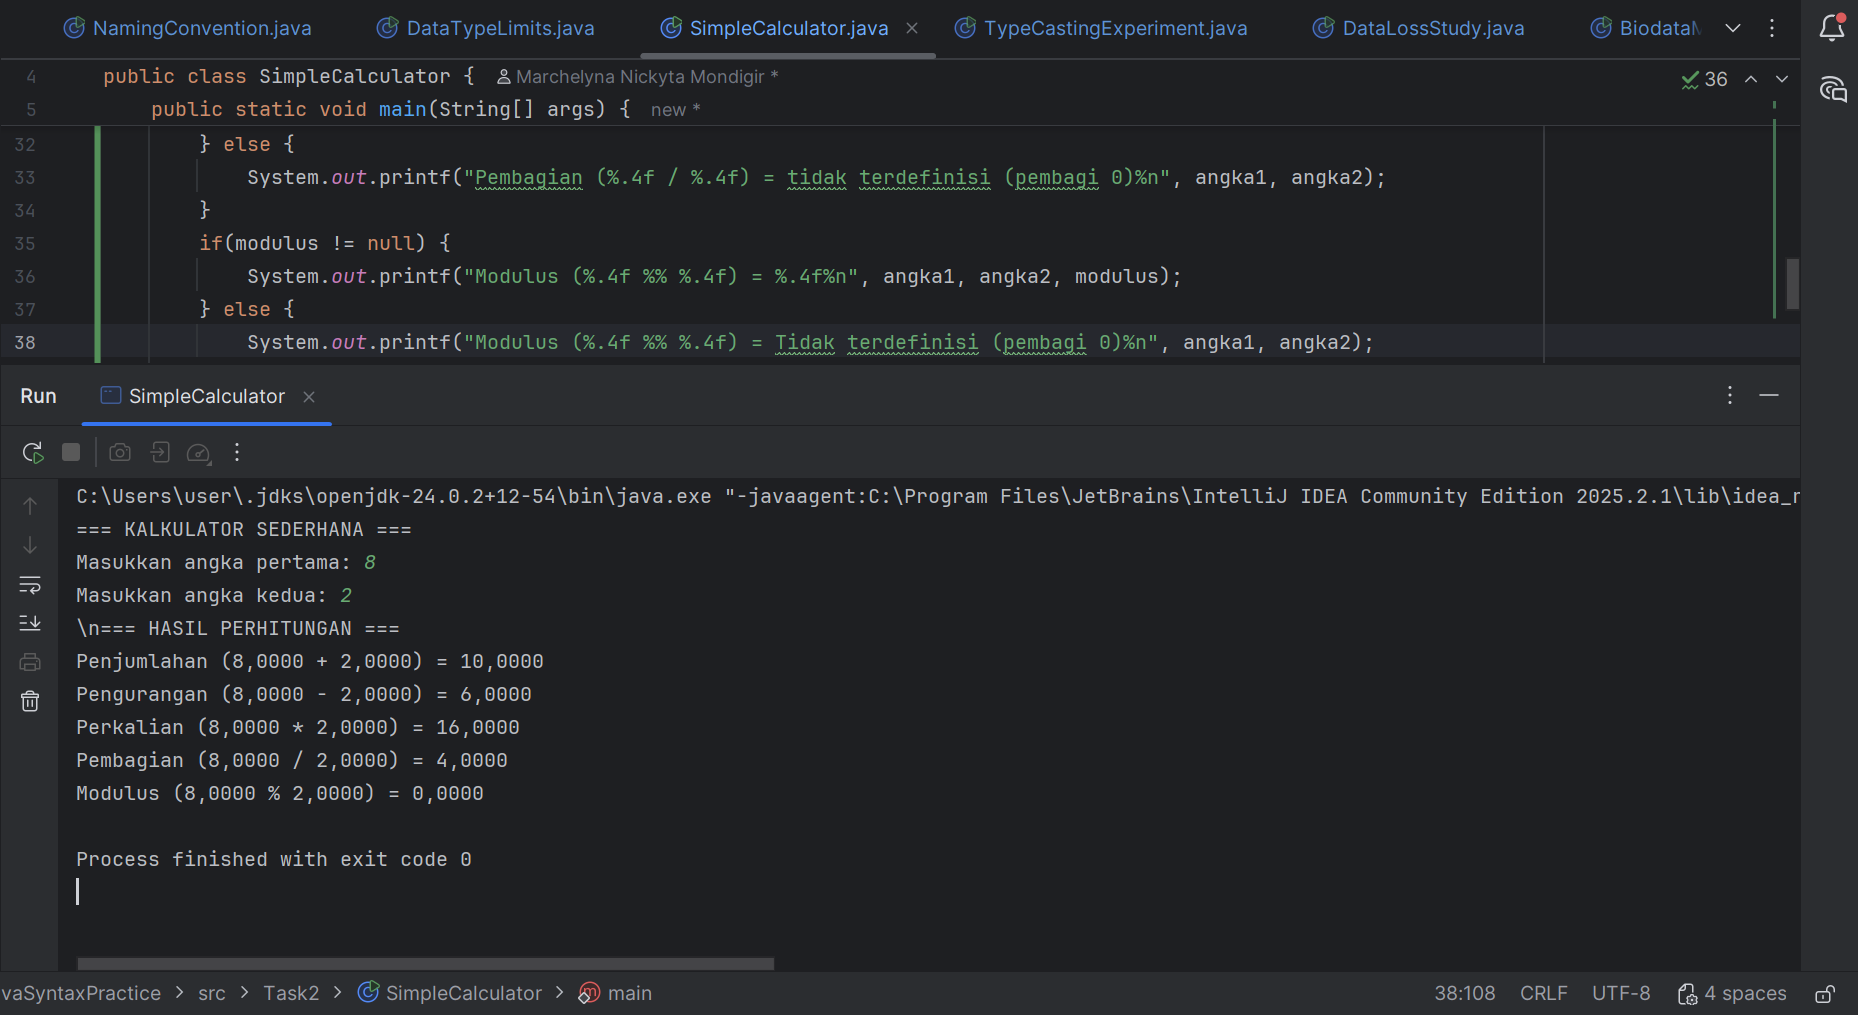 NamingConvention.java DataTypeLimits.java SimpleCalculator.java TypeCastingExperiment.java DataLossStudy.java BiodataM
4 public class SimpleCalculator { Marchelyna Nickyta Mondigir *
36
5 public static void main(String[] args) { new *
32 } else {
33 System.out.printf("Pembagian (%.4f / %.4f) = tidak terdefinisi (pembagi 0)%n", angka1, angka2);
34 }
35 if(modulus != null) {
36 System.out.printf("Modulus (%.4f %% %.4f) = %.4f%n", angka1, angka2, modulus);
37 } else {
38 System.out.printf("Modulus (%.4f %% %.4f) = Tidak terdefinisi (pembagi 0)%n", angka1, angka2);
Run SimpleCalculator
C:\Users\user\.jdks\openjdk-24.0.2+12-54\bin\java.exe "-javaagent:C:\Program Files\JetBrains\IntelliJ IDEA Community Edition 2025.2.1\lib\idea_r
=== KALKULATOR SEDERHANA ===
Masukkan angka pertama: 8
Masukkan angka kedua: 2
\n=== HASIL PERHITUNGAN ===
Penjumlahan (8,0000 + 2,0000) = 10,0000
Pengurangan (8,0000 - 2,0000) = 6,0000
Perkalian (8,0000 * 2,0000) = 16,0000
Pembagian (8,0000 / 2,0000) = 4,0000
Modulus (8,0000 % 2,0000) = 0,0000
Process finished with exit code 0
vaSyntaxPractice > src > Task2 > SimpleCalculator > main 38:108 CRLF UTF-8 4 spaces